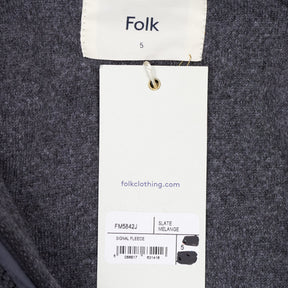 Folk
5
folkclothing.com
FM5842J
SLATE
MELANGE
SIGNAL FLEECE
5